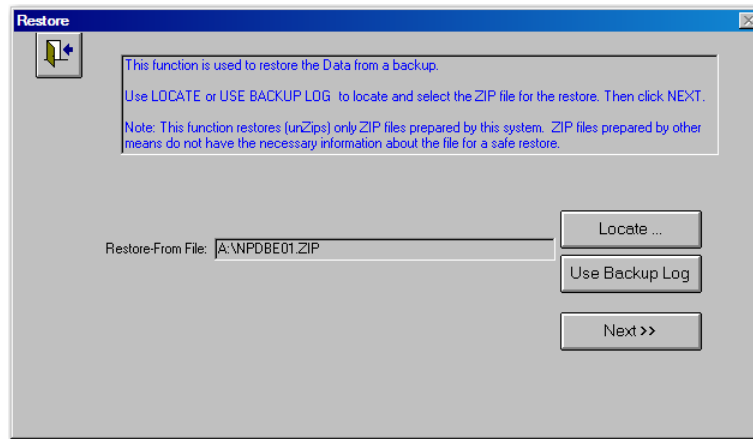 Restore
This function is used to restore the Data from a backup.
Use LOCATE or USE BACKUP LOG to locate and select the ZIP file for the restore. Then click NEXT.
Note: This function restores (unZips) only ZIP files prepared by this system. ZIP files prepared by other
means do not have the necessary information about the file for a safe restore.
Locate ...
Restore-From File: A:\NPDBE01.ZIP
Use Backup Log
Next >>